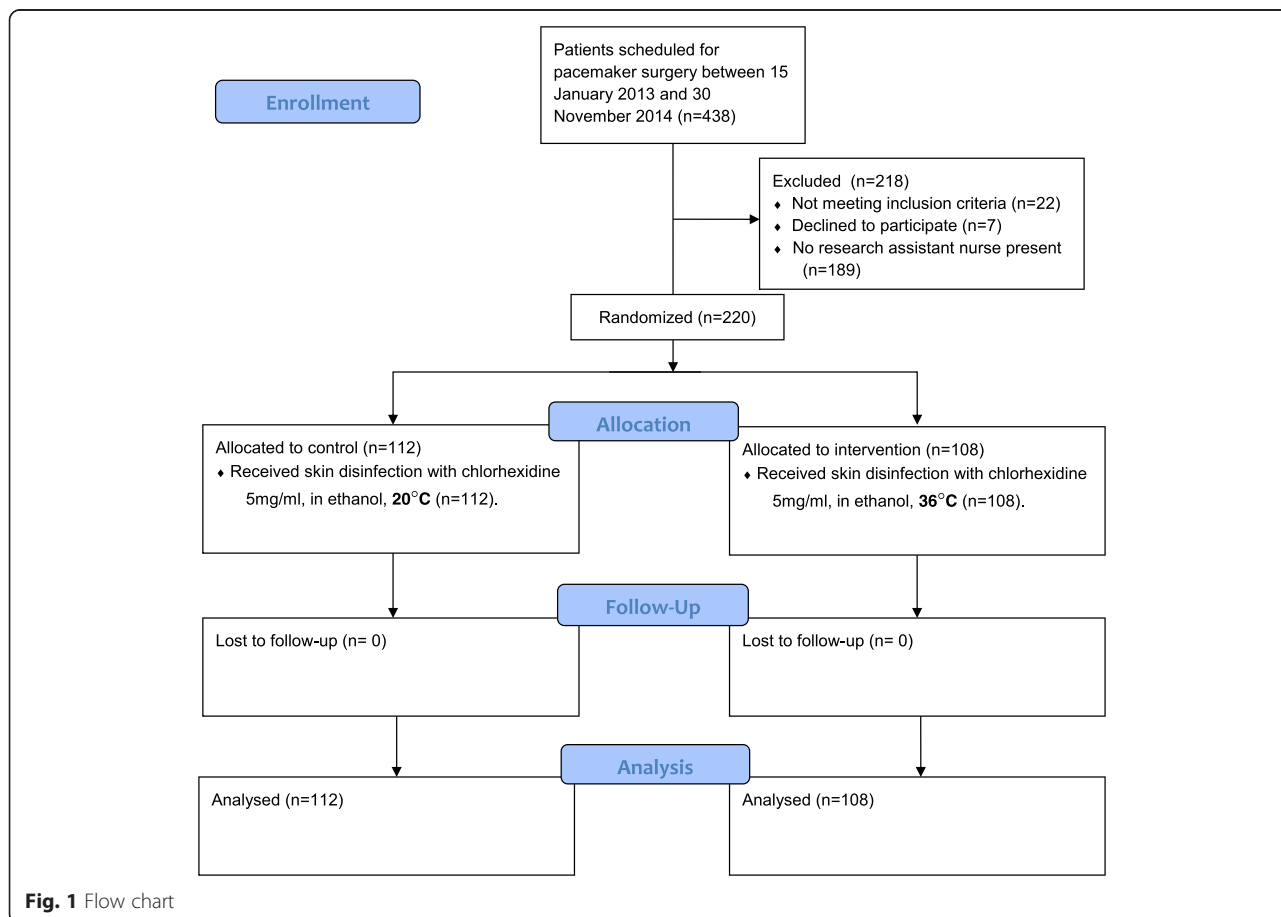 Patients scheduled for
pacemaker surgery between 15
January 2013 and 30
November 2014 (n=438)
Enrollment
Excluded (n=218)
♦ Not meeting inclusion criteria (n=22)
♦ Declined to participate (n=7)
♦ No research assistant nurse present
(n=189)
Randomized (n=220)
Allocation
Allocated to control (n=112)
♦ Received skin disinfection with chlorhexidine
5mg/ml, in ethanol, 20°C (n=112).
Allocated to intervention (n=108)
♦ Received skin disinfection with chlorhexidine
5mg/ml, in ethanol, 36°C (n=108).
Follow-Up
Lost to follow-up (n= 0)
Lost to follow-up (n= 0)
Analysis
Analysed (n=112)
Analysed (n=108)
Fig. 1 Flow chart